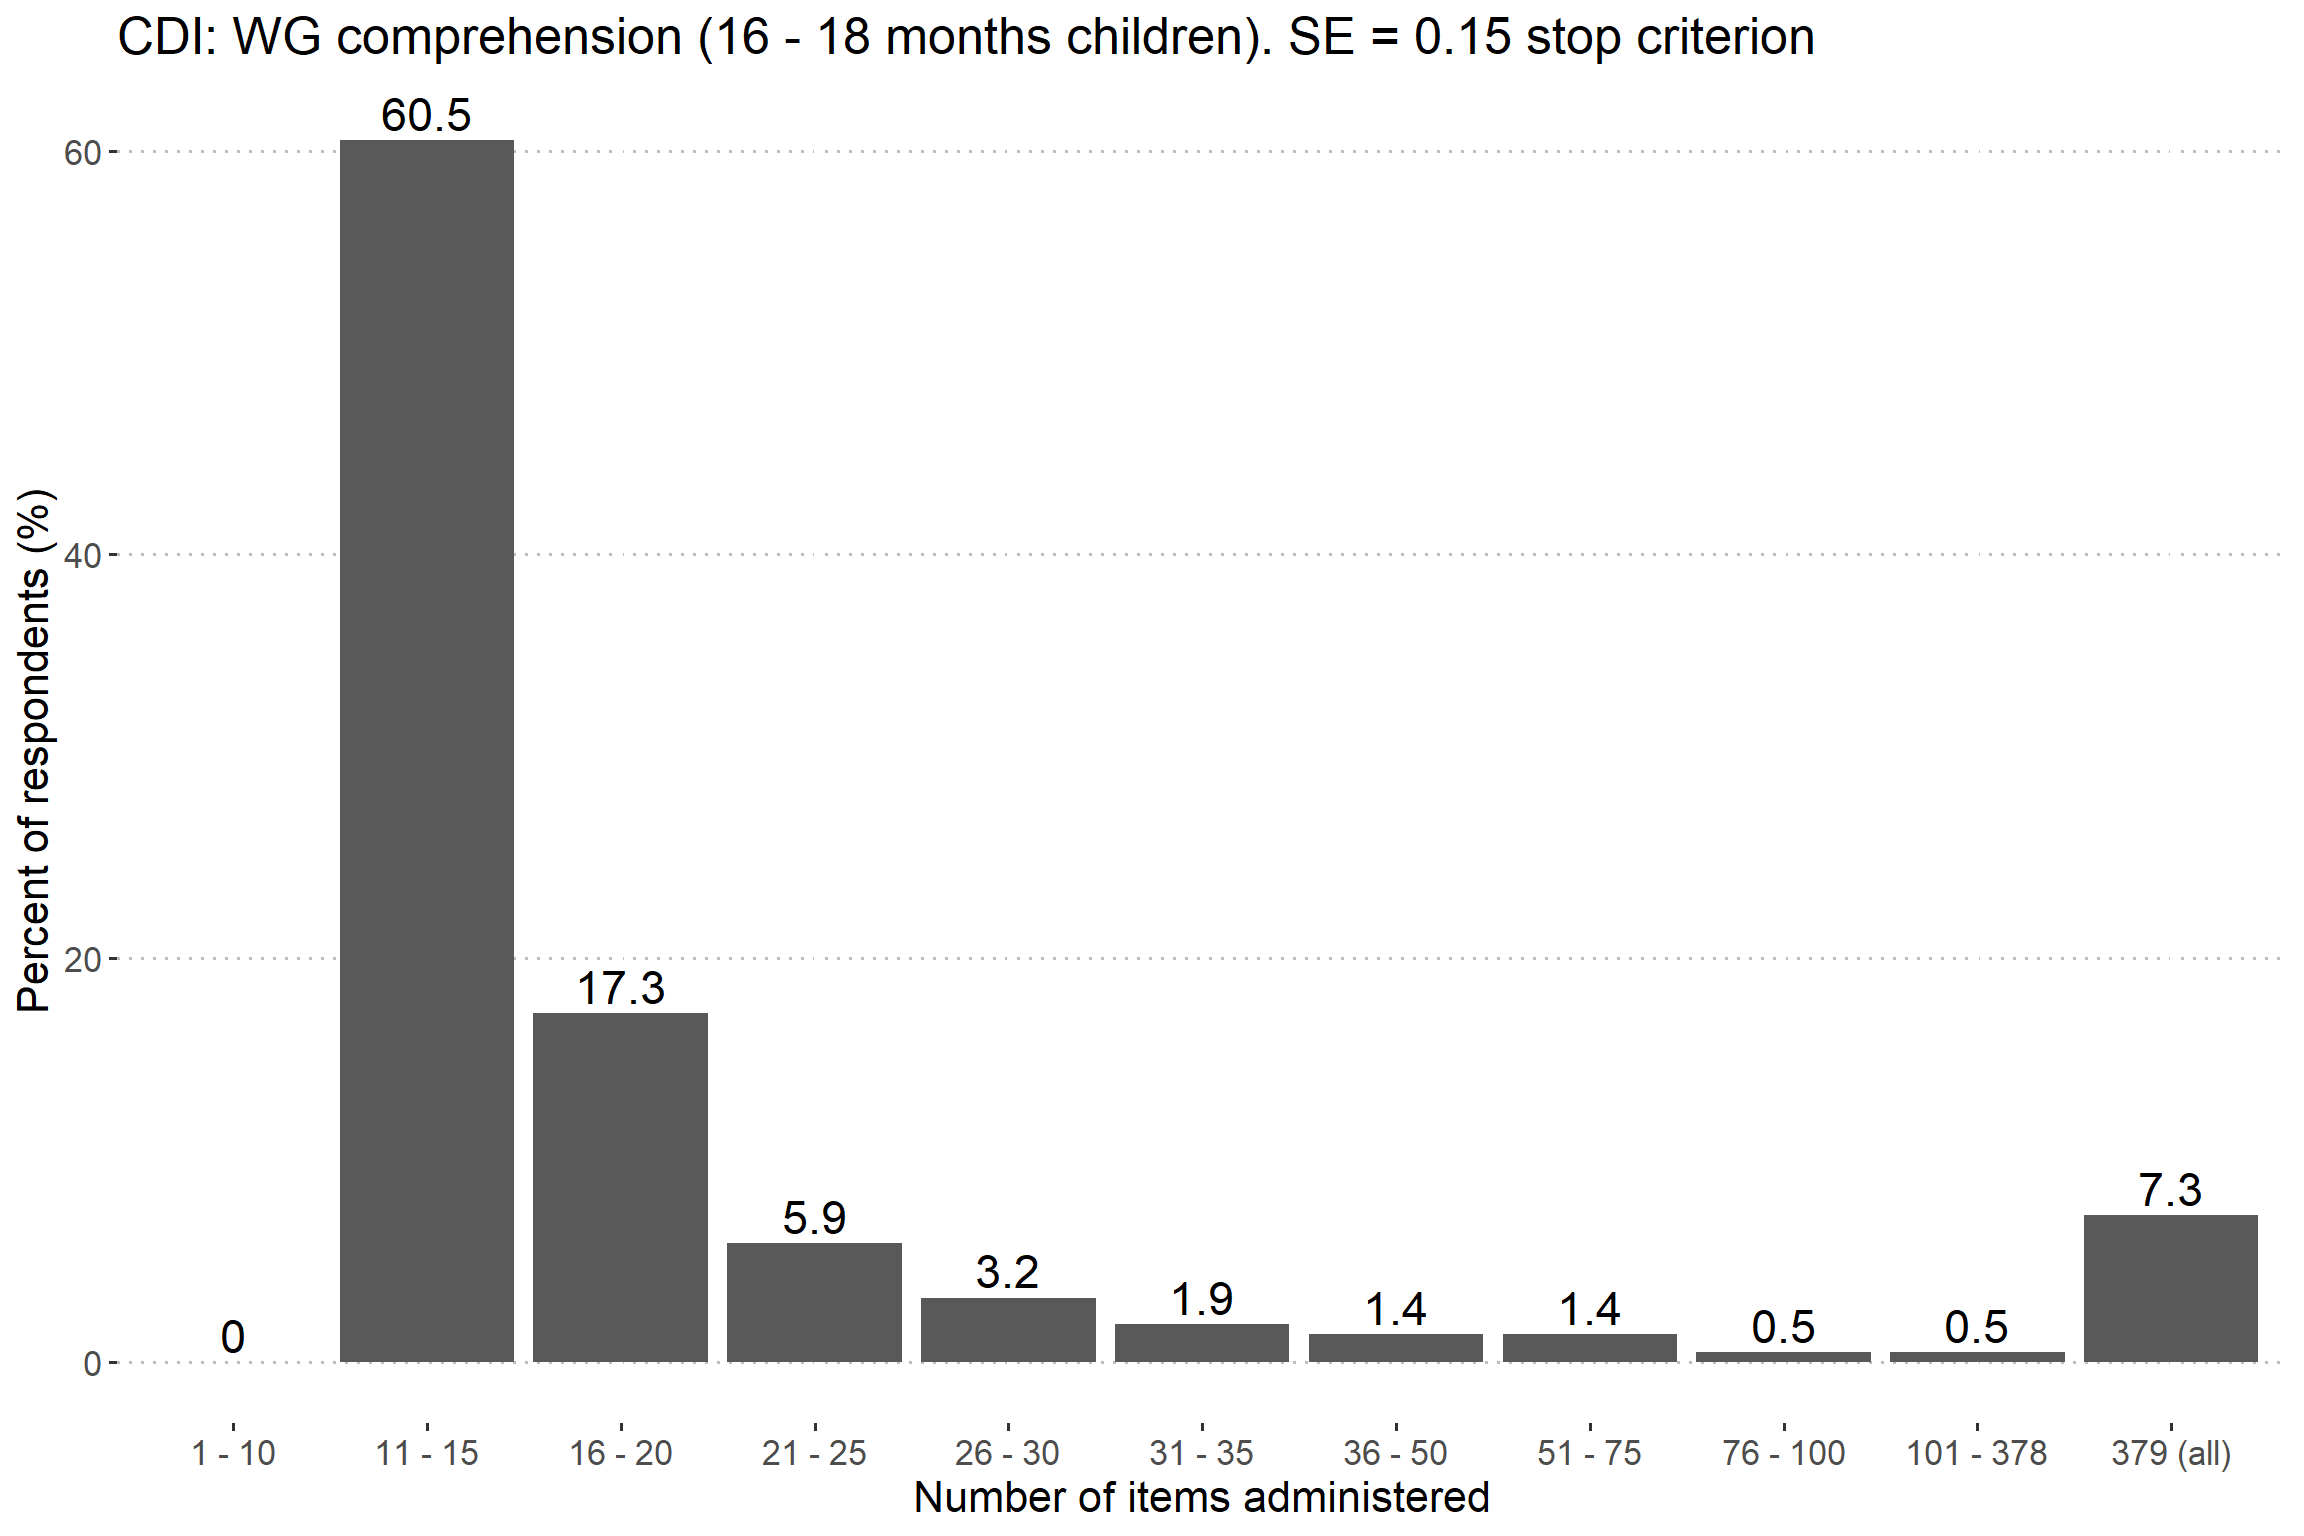 CDI: WG comprehension (16 - 18 months children). SE = 0.15 stop criterion
Percent of respondents (%)
60
40
20
0
0
60.5
17.3
5.9
3.2
1.9
1.4
1.4
0.5
0.5
7.3
1 - 10
11 - 15
16 - 20
21 - 25
26 - 30
31 - 35
36 - 50
51 - 75
76 - 100
101 - 378
379 (all)
Number of items administered